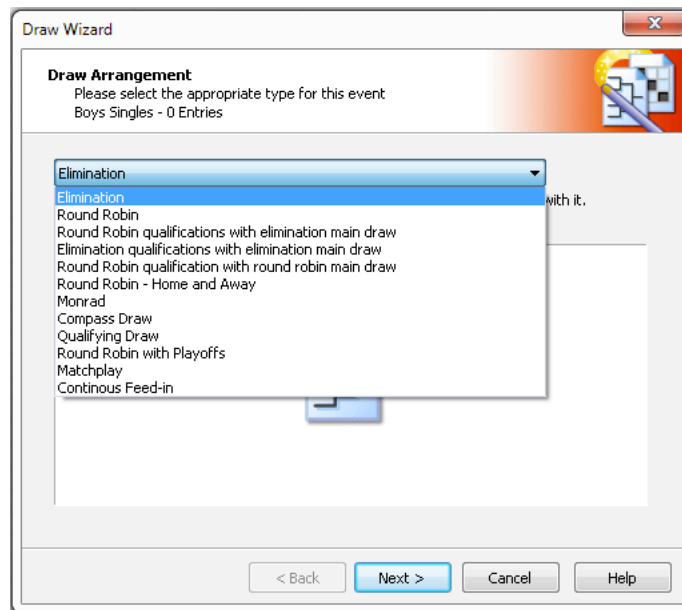 Draw Wizard
Draw Arrangement
Please select the appropriate type for this event
Boys Singles - 0 Entries
Elimination
Elimination
with it.
Round Robin
Round Robin qualifications with elimination main draw
Elimination qualifications with elimination main draw
Round Robin qualification with round robin main draw
Round Robin - Home and Away
Monrad
Compass Draw
Qualifying Draw
Round Robin with Playoffs
Matchplay
Continous Feed-in
< Back
Next >
Cancel
Help